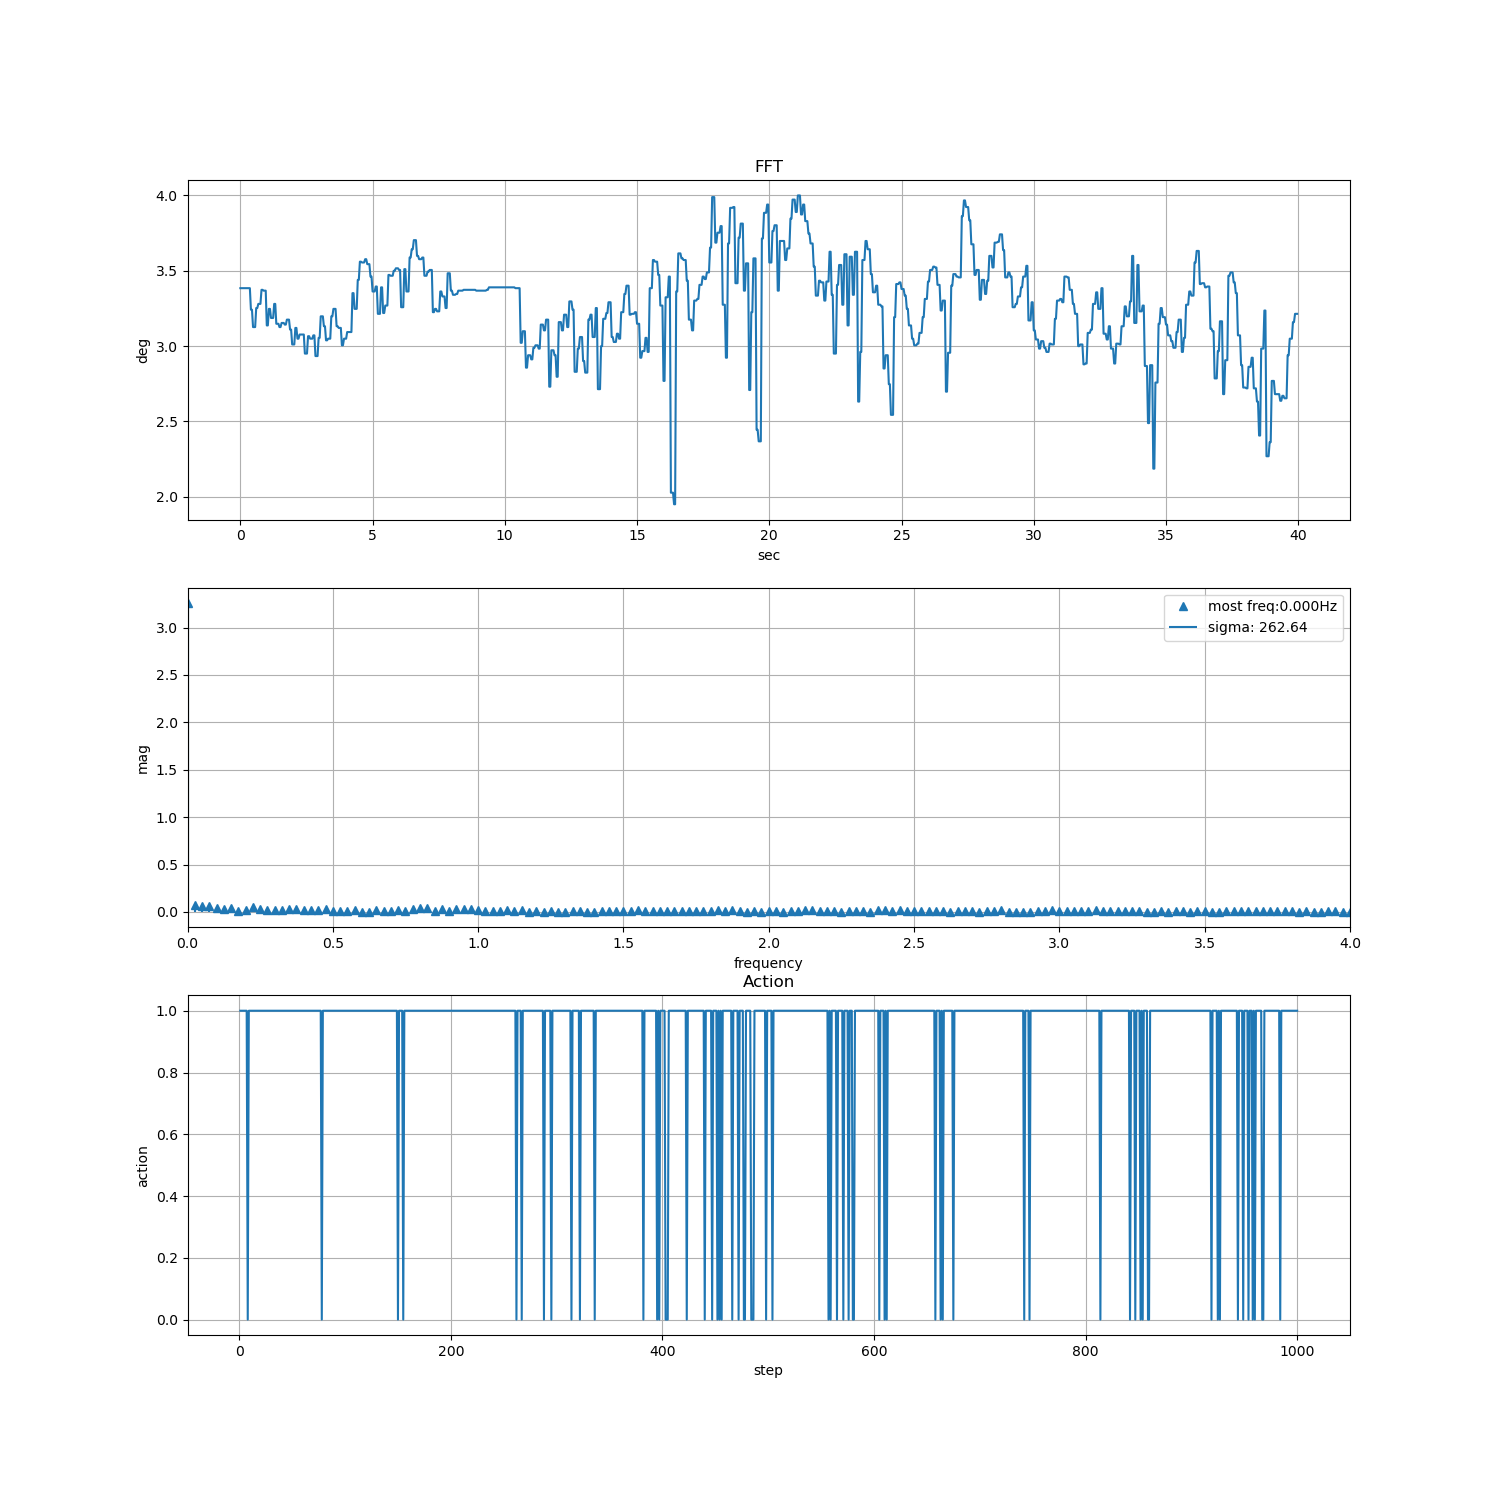 FFT
4.0
3.5
3.0
2.5
2.0
deg
0 5 10 15 20 25 30 35 40
sec
most freq:0.000Hz
sigma: 262.64
3.0
2.5
2.0
1.5
1.0
0.5
0.0
mag
0.0 0.5 1.0 1.5 2.0 2.5 3.0 3.5 4.0
frequency
Action
1.0
0.8
0.6
0.4
0.2
0.0
action
0 200 400 600 800 1000
step